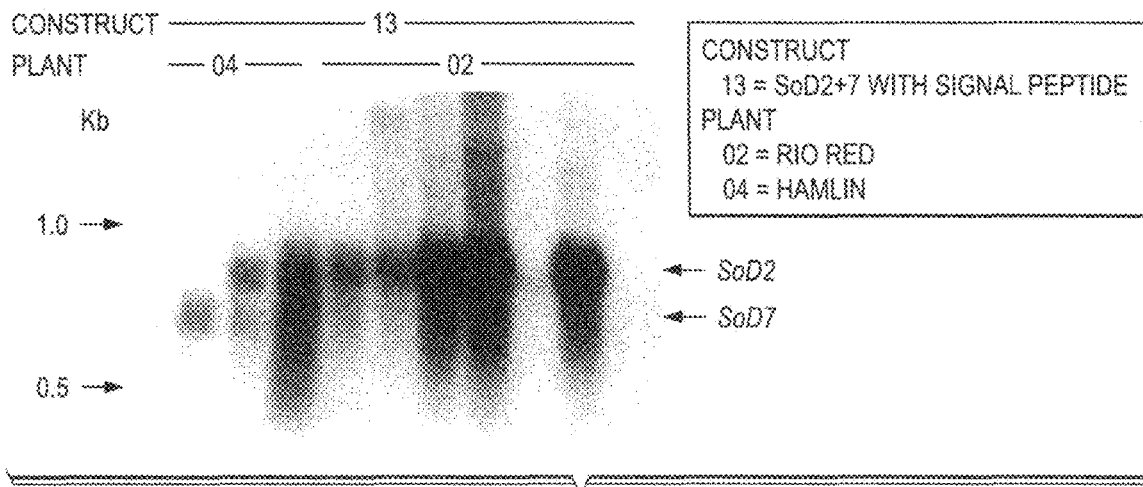 CONSTRUCT 13
PLANT 04 02
Kb
1.0
0.5
SoD2
SoD7
CONSTRUCT
13 = SoD2+7 WITH SIGNAL PEPTIDE
PLANT
02 = RIO RED
04 = HAMLIN